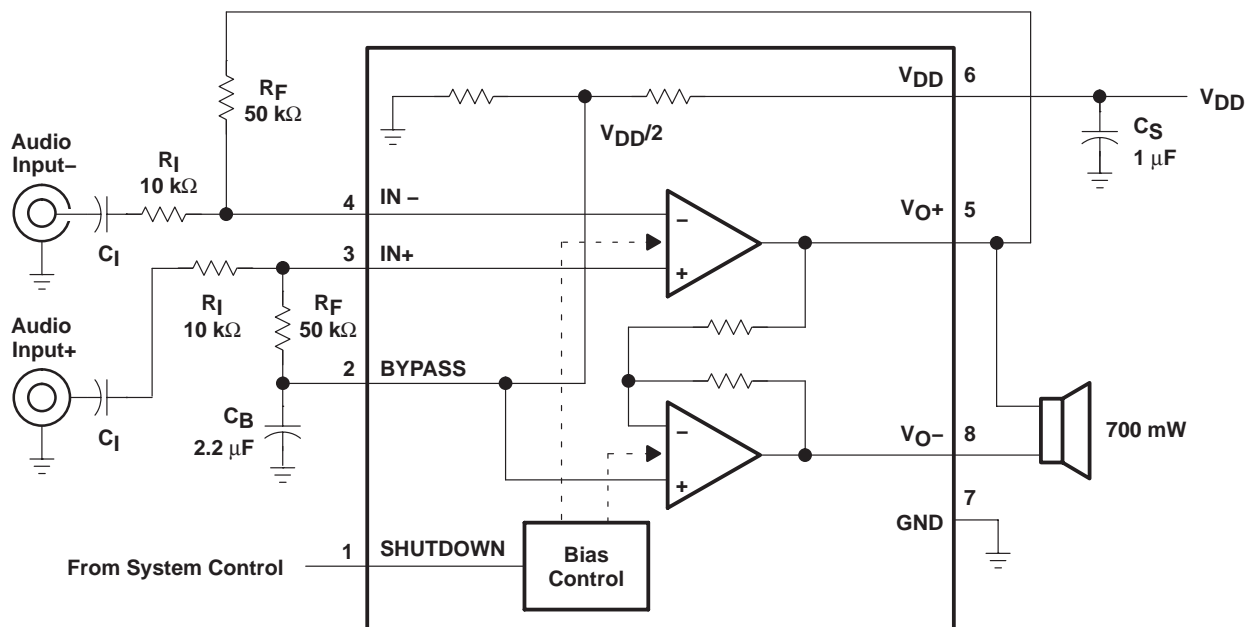 VDD 6
VDD
RF
50 kΩ
VDD/2
CS
1 μF
Audio
Input–
RI
10 kΩ
CI
4 IN –
–
+
VO+ 5
3 IN+
RI
10 kΩ
RF
50 kΩ
Audio
Input+
CI
2 BYPASS
CB
2.2 μF
–
+
VO– 8
700 mW
7
GND
From System Control
1 SHUTDOWN
Bias
Control